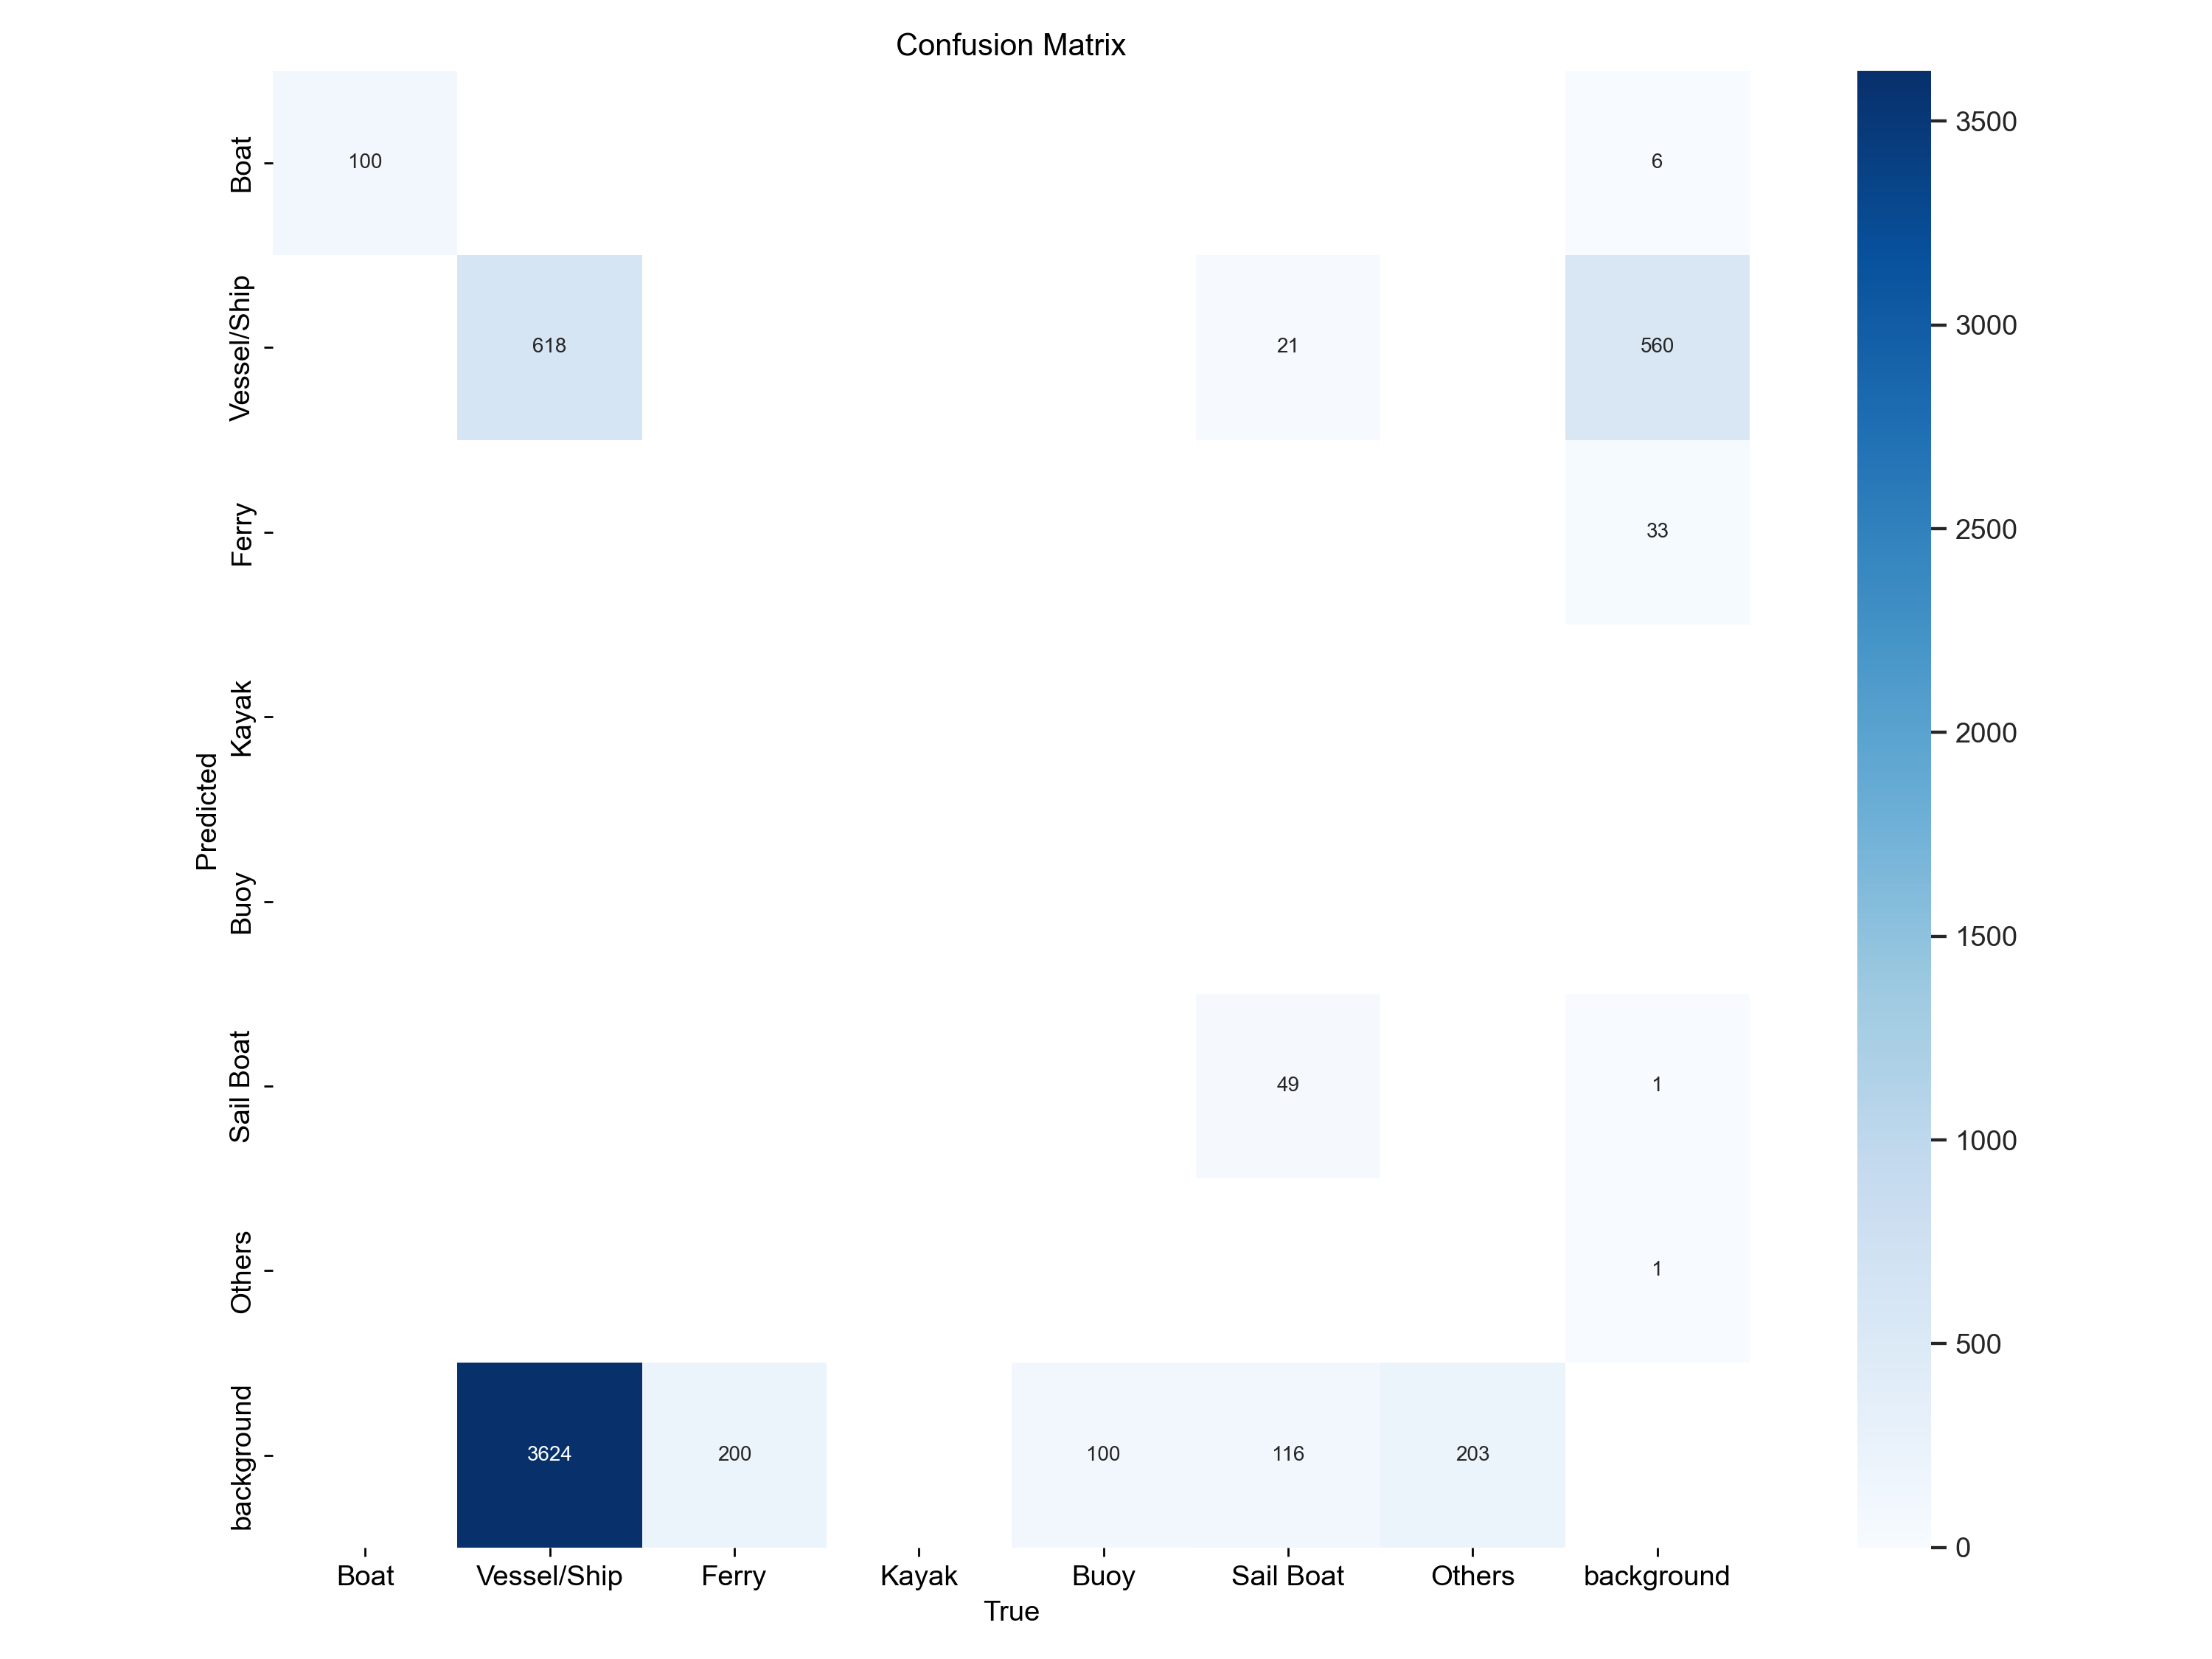 Confusion Matrix
Boat
100
6
Vessel/Ship
618
21
560
Ferry
33
Kayak
Buoy
Sail Boat
49
1
Others
1
background
3624
200
100
116
203
Predicted
Boat
Vessel/Ship
Ferry
Kayak
Buoy
Sail Boat
Others
background
True
3500
3000
2500
2000
1500
1000
500
0